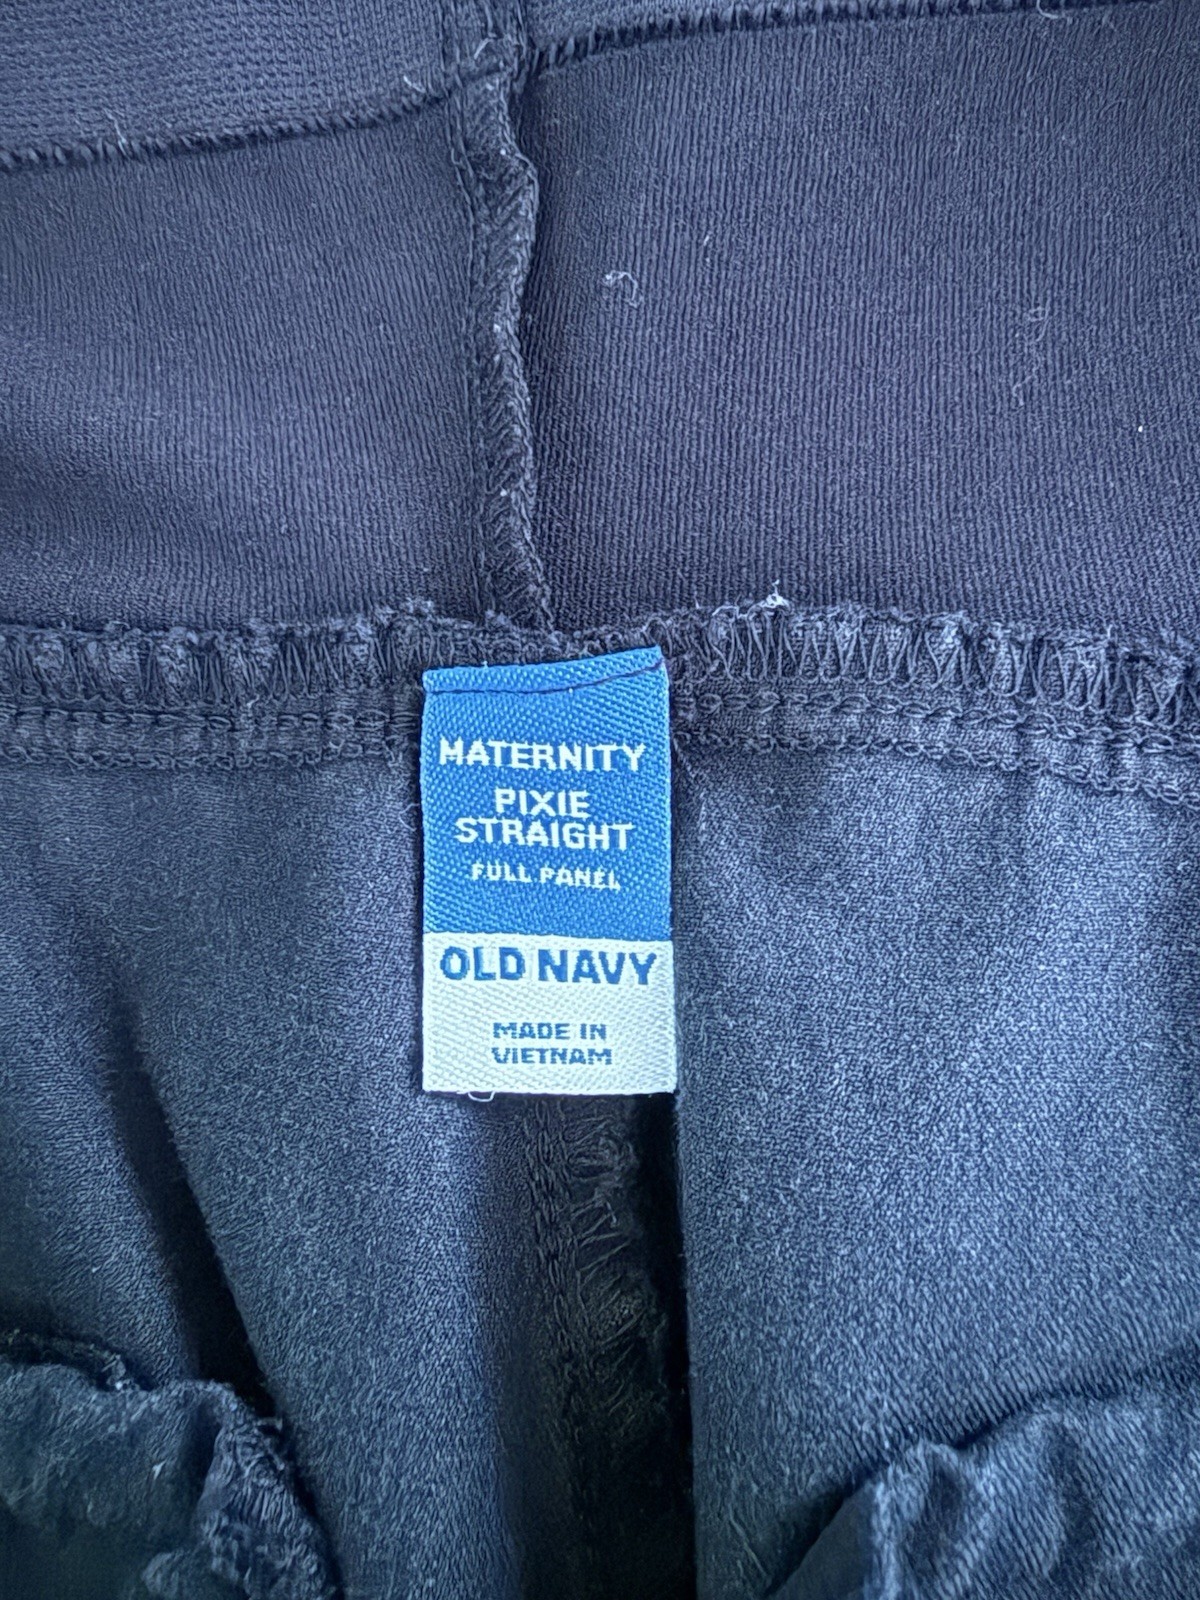 MATERNITY
PIXIE
STRAIGHT
FULL PANEL
OLD NAVY
MADE IN
VIETNAM